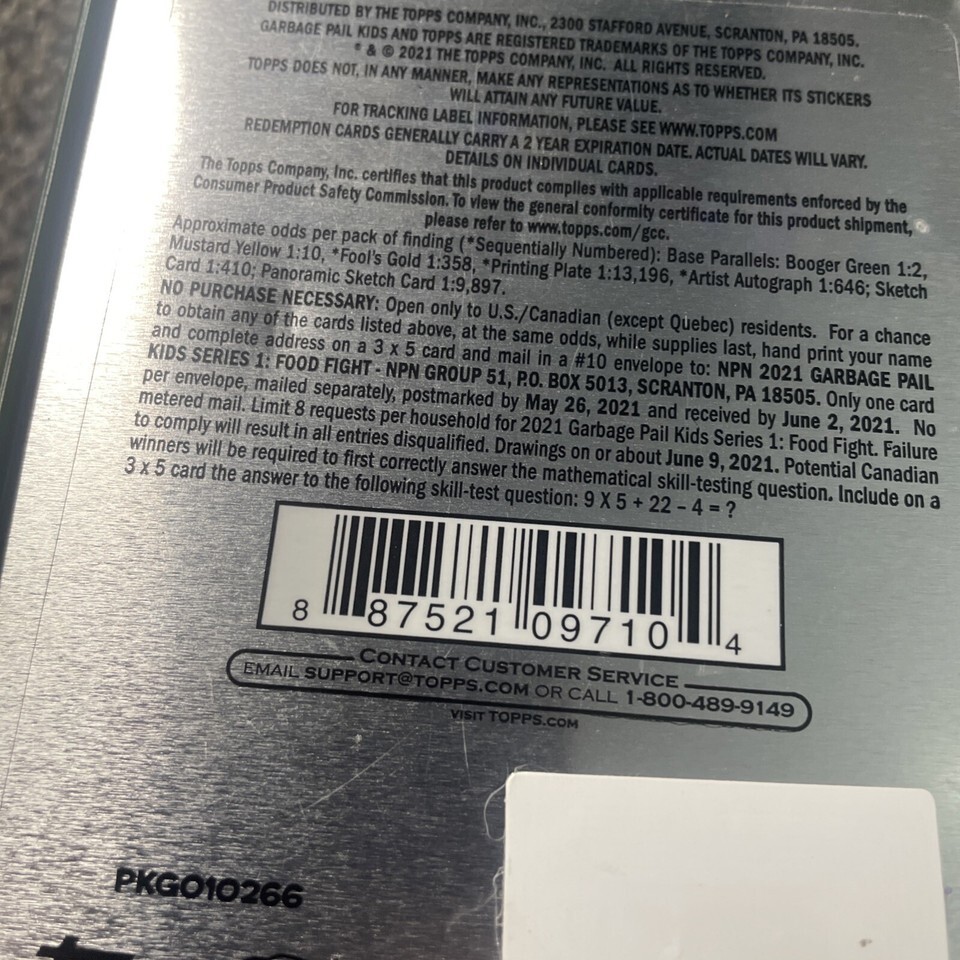 DISTRIBUTED BY THE TOPPS COMPANY, INC., 2300 STAFFORD AVENUE, SCRANTON, PA 18505.
GARBAGE PAIL KIDS AND TOPPS ARE REGISTERED TRADEMARKS OF THE TOPPS COMPANY, INC.
® & © 2021 THE TOPPS COMPANY, INC. ALL RIGHTS RESERVED.
TOPPS DOES NOT, IN ANY MANNER, MAKE ANY REPRESENTATIONS AS TO WHETHER ITS STICKERS
WILL ATTAIN ANY FUTURE VALUE.
FOR TRACKING LABEL INFORMATION, PLEASE SEE WWW.TOPPS.COM
REDEMPTION CARDS GENERALLY CARRY A 2 YEAR EXPIRATION DATE. ACTUAL DATES WILL VARY.
DETAILS ON INDIVIDUAL CARDS.
The Topps Company, Inc. certifies that this product complies with applicable requirements enforced by the
Consumer Product Safety Commission. To view the general conformity certificate for this product shipment,
please refer to www.topps.com/gcc.
Approximate odds per pack of finding (*Sequentially Numbered): Base Parallels: Booger Green 1:2,
Mustard Yellow 1:10, *Fool's Gold 1:358, *Printing Plate 1:13,196, *Artist Autograph 1:646; Sketch
Card 1:410; Panoramic Sketch Card 1:9,897.
NO PURCHASE NECESSARY: Open only to U.S./Canadian (except Quebec) residents. For a chance
to obtain any of the cards listed above, at the same odds, while supplies last, hand print your name
and complete address on a 3 x 5 card and mail in a #10 envelope to: NPN 2021 GARBAGE PAIL
KIDS SERIES 1: FOOD FIGHT - NPN GROUP 51, P.O. BOX 5013, SCRANTON, PA 18505. Only one card
per envelope, mailed separately, postmarked by May 26, 2021 and received by June 2, 2021. No
metered mail. Limit 8 requests per household for 2021 Garbage Pail Kids Series 1: Food Fight. Failure
to comply will result in all entries disqualified. Drawings on or about June 9, 2021. Potential Canadian
winners will be required to first correctly answer the mathematical skill-testing question. Include on a
3 x 5 card the answer to the following skill-test question: 9 X 5 + 22 – 4 = ?
8 87521 09710 4
CONTACT CUSTOMER SERVICE
EMAIL SUPPORT@TOPPS.COM OR CALL 1-800-489-9149
VISIT TOPPS.COM
PKG010266